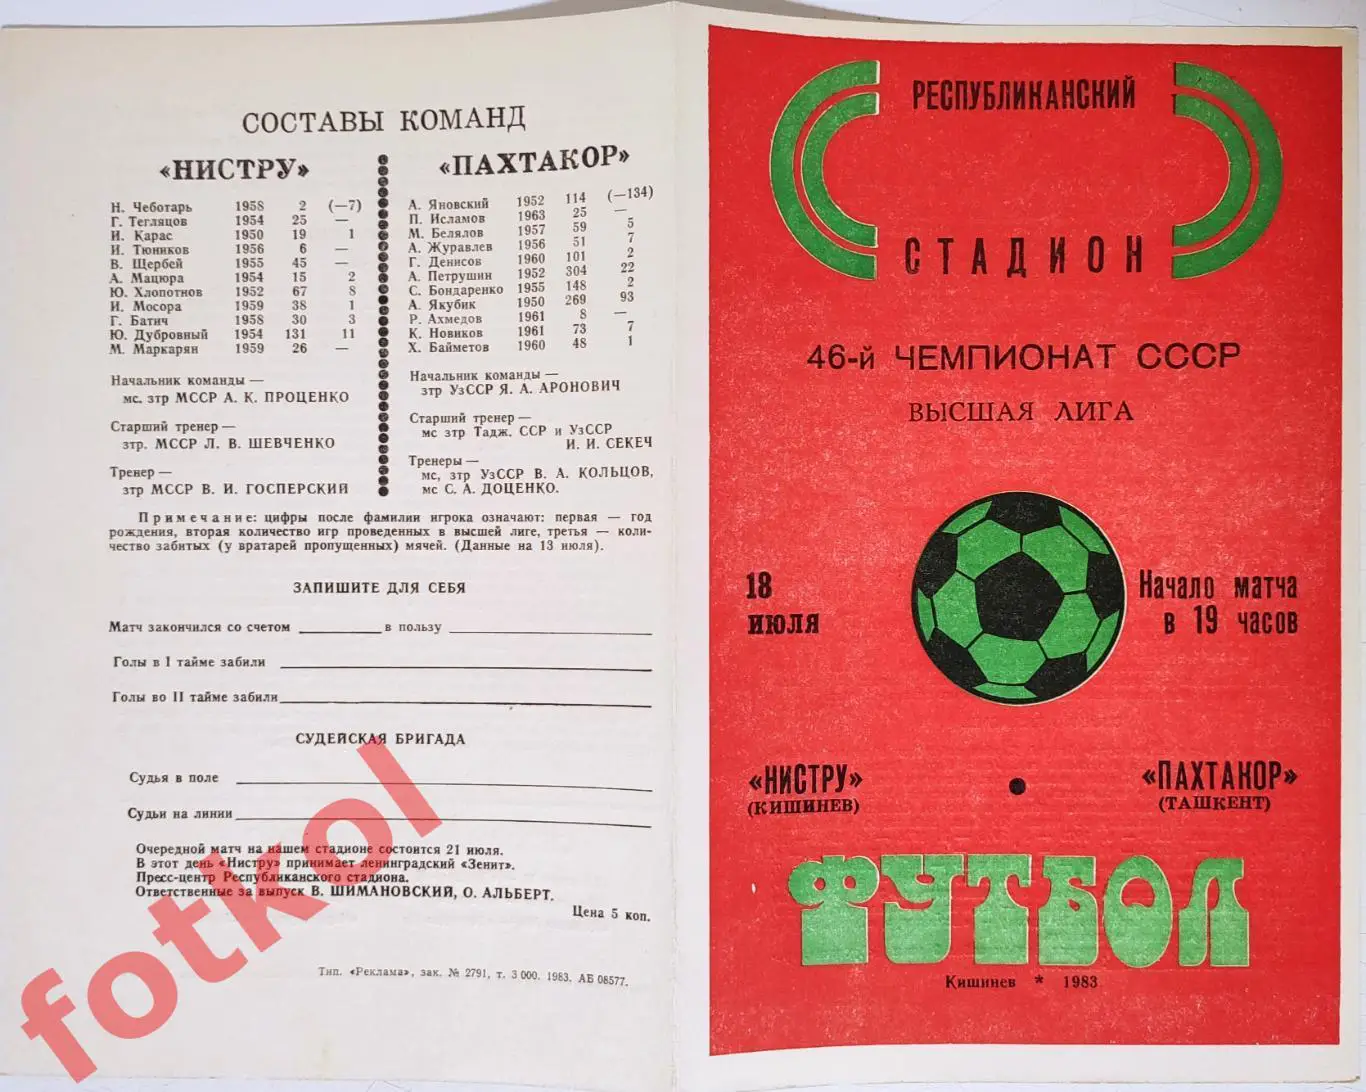 СОСТАВЫ КОМАНД
«НИСТРУ»
Н. Чеботарь 1958 2 (—7)
Г. Тегляцов 1954 25 —
И. Карас 1950 19 1
И. Тюников 1956 6 —
В. Щербей 1955 45 —
А. Мацюра 1954 15 2
Ю. Хлопотнов 1952 67 8
И. Мосора 1959 38 1
Г. Батич 1958 30 3
Ю. Дубровный 1954 131 11
М. Маркарян 1959 26 —
Начальник команды —
мс. зтр МССР А. К. ПРОЦЕНКО
Старший тренер —
зтр. МССР Л. В. ШЕВЧЕНКО
Тренер —
зтр МССР В. И. ГОСПЕРСКИЙ
«ПАХТАКОР»
А. Яновский 1952 114 (—134)
П. Исламов 1963 25 —
М. Белялов 1957 59 5
А. Журавлев 1956 51 7
Г. Денисов 1960 101 2
А. Петрушин 1952 304 22
С. Бондаренко 1955 148 2
А. Якубик 1950 269 93
Р. Ахмедов 1961 8 —
К. Новиков 1961 73 7
Х. Байметов 1960 48 1
Начальник команды —
зтр УзССР Я. А. АРОНОВИЧ
Старший тренер —
мс зтр Тадж. ССР и УзССР
И. И. СЕКЕЧ
Тренеры —
мс, зтр УзССР В. А. КОЛЬЦОВ,
мс С. А. ДОЦЕНКО.
Примечание: цифры после фамилии игрока означают: первая — год
рождения, вторая количество игр проведенных в высшей лиге, третья — коли-
чество забитых (у вратарей пропущенных) мячей. (Данные на 13 июля).
ЗАПИШИТЕ ДЛЯ СЕБЯ
Матч закончился со счетом в пользу
Голы в I тайме забили
Голы во II тайме забили
СУДЕЙСКАЯ БРИГАДА
Судья в поле
Судьи на линии
Очередной матч на нашем стадионе состоится 21 июля.
В этот день «Нистру» принимает ленинградский «Зенит».
Пресс-центр Республиканского стадиона.
Ответственные за выпуск В. ШИМАНОВСКИЙ, О. АЛЬБЕРТ.
Цена 5 коп.
Тип. «Реклама», зак. № 2791, т. 3 000. 1983. АБ 08577.
fotkol
РЕСПУБЛИКАНСКИЙ
СТАДИОН
46-й ЧЕМПИОНАТ СССР
ВЫСШАЯ ЛИГА
18
июля
Начало матча
в 19 часов
«НИСТРУ»
(КИШИНЕВ)
•
«ПАХТАКОР»
(ТАШКЕНТ)
ФУТБОЛ
Кишинев * 1983